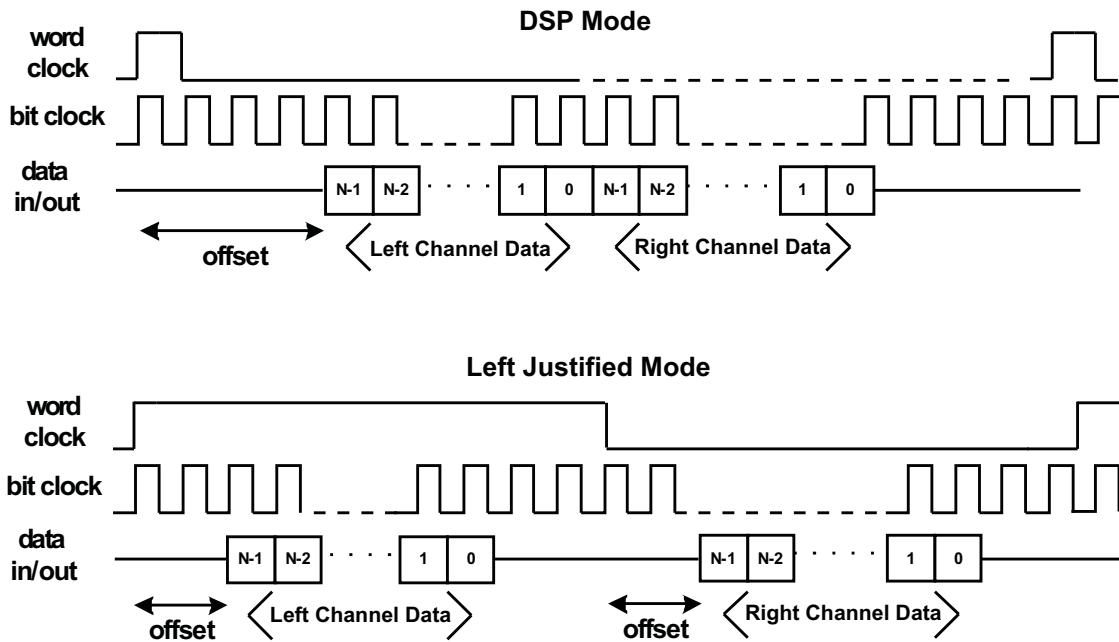 DSP Mode
word
clock
bit clock
data
in/out
N-1 N-2 1 0 N-1 N-2 1 0
offset
Left Channel Data
Right Channel Data
Left Justified Mode
word
clock
bit clock
data
in/out
N-1 N-2 1 0 N-1 N-2 1 0
offset
Left Channel Data
offset
Right Channel Data